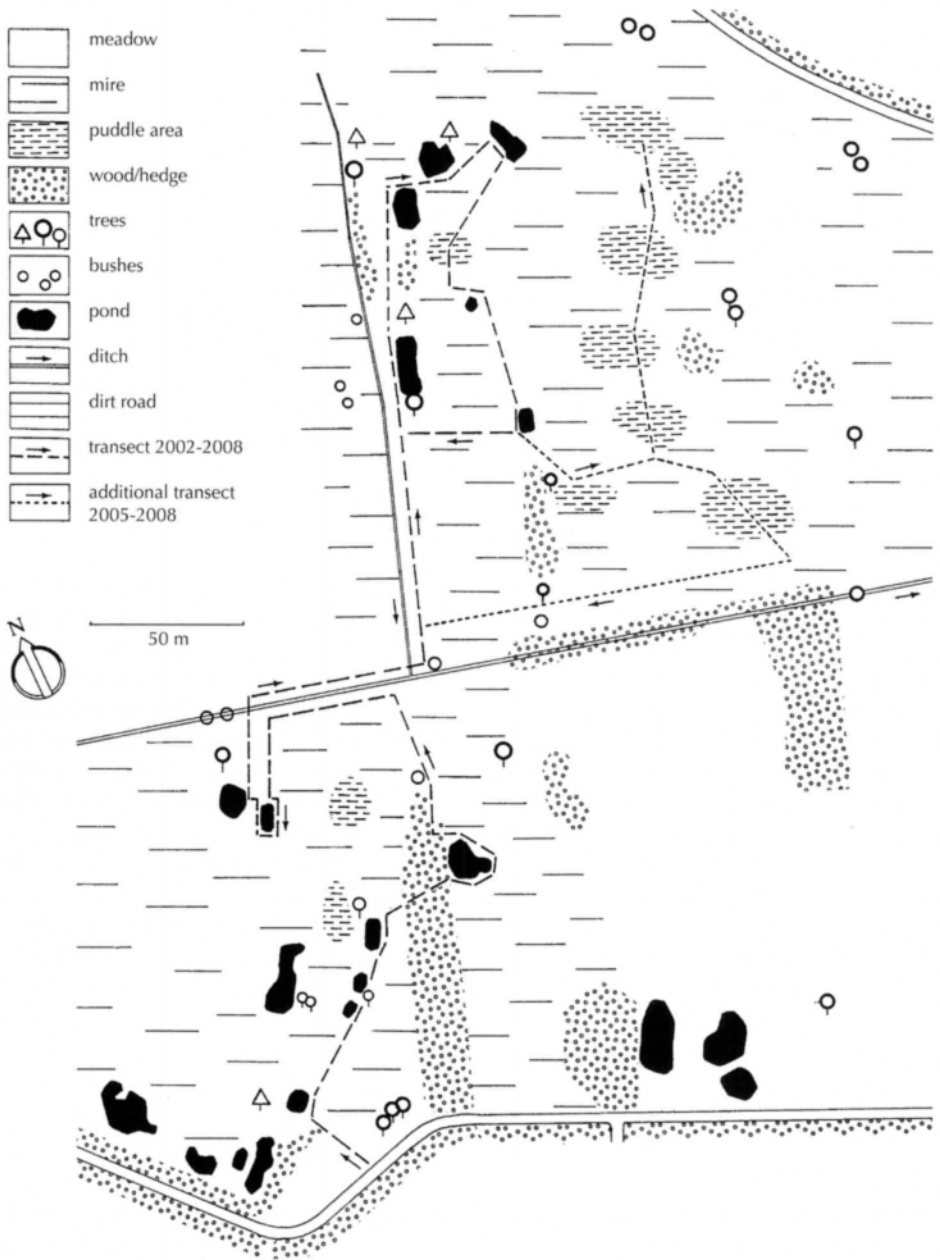 meadow
mire
puddle area
wood/hedge
trees
bushes
pond
ditch
dirt road
transect 2002-2008
additional transect
2005-2008
N
50 m